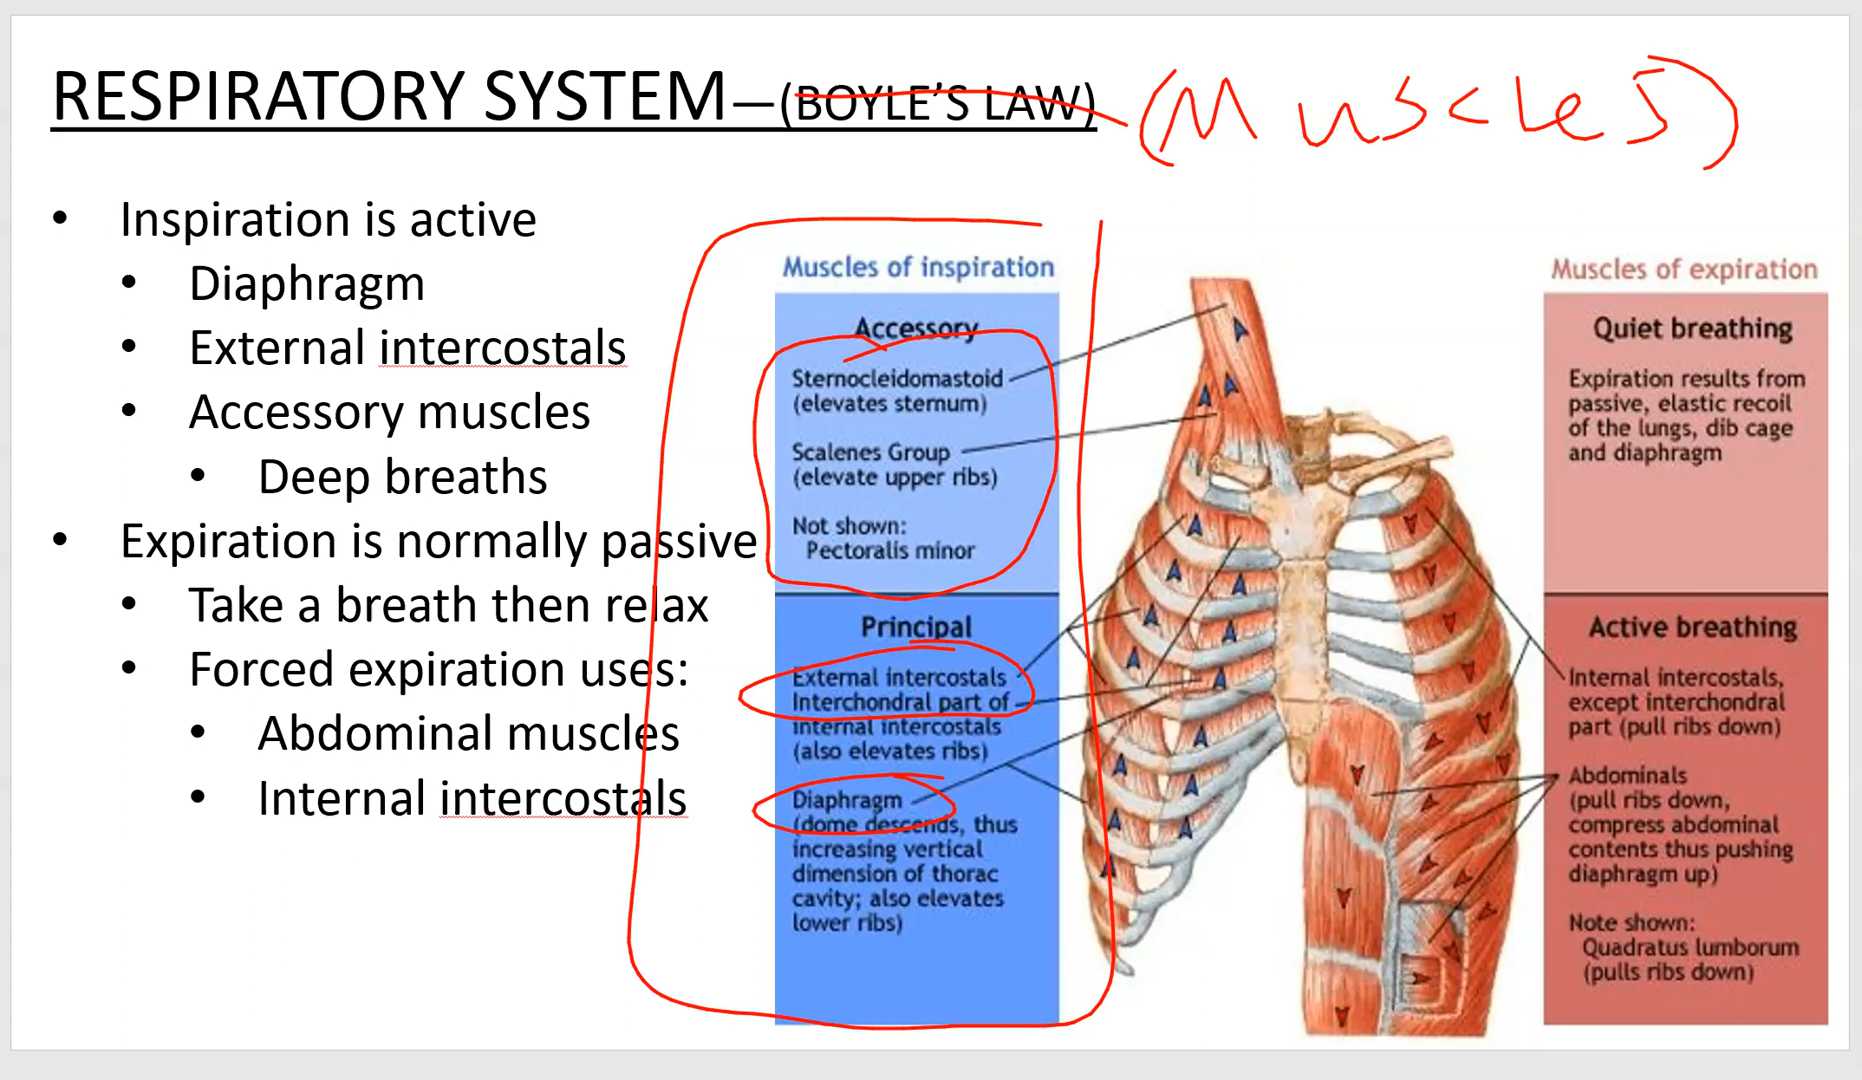 RESPIRATORY SYSTEM—(BOYLE'S LAW) (MuscLes)
• Inspiration is active
• Diaphragm
• External intercostals
• Accessory muscles
• Deep breaths
• Expiration is normally passive
• Take a breath then relax
• Forced expiration uses:
• Abdominal muscles
• Internal intercostals
Muscles of inspiration
Accessory
Sternocleidomastoid
(elevates sternum)
Scalenes Group
(elevate upper ribs)
Not shown:
Pectoralis minor
Principal
External intercostals
Interchondral part of
internal intercostals
(also elevates ribs)
Diaphragm
(dome descends, thus
increasing vertical
dimension of thorac
cavity; also elevates
lower ribs)
Muscles of expiration
Quiet breathing
Expiration results from
passive, elastic recoil
of the lungs, dib cage
and diaphragm
Active breathing
Internal intercostals,
except interchondral
part (pull ribs down)
Abdominals
(pull ribs down,
compress abdominal
contents thus pushing
diaphragm up)
Note shown:
Quadratus lumborum
(pulls ribs down)